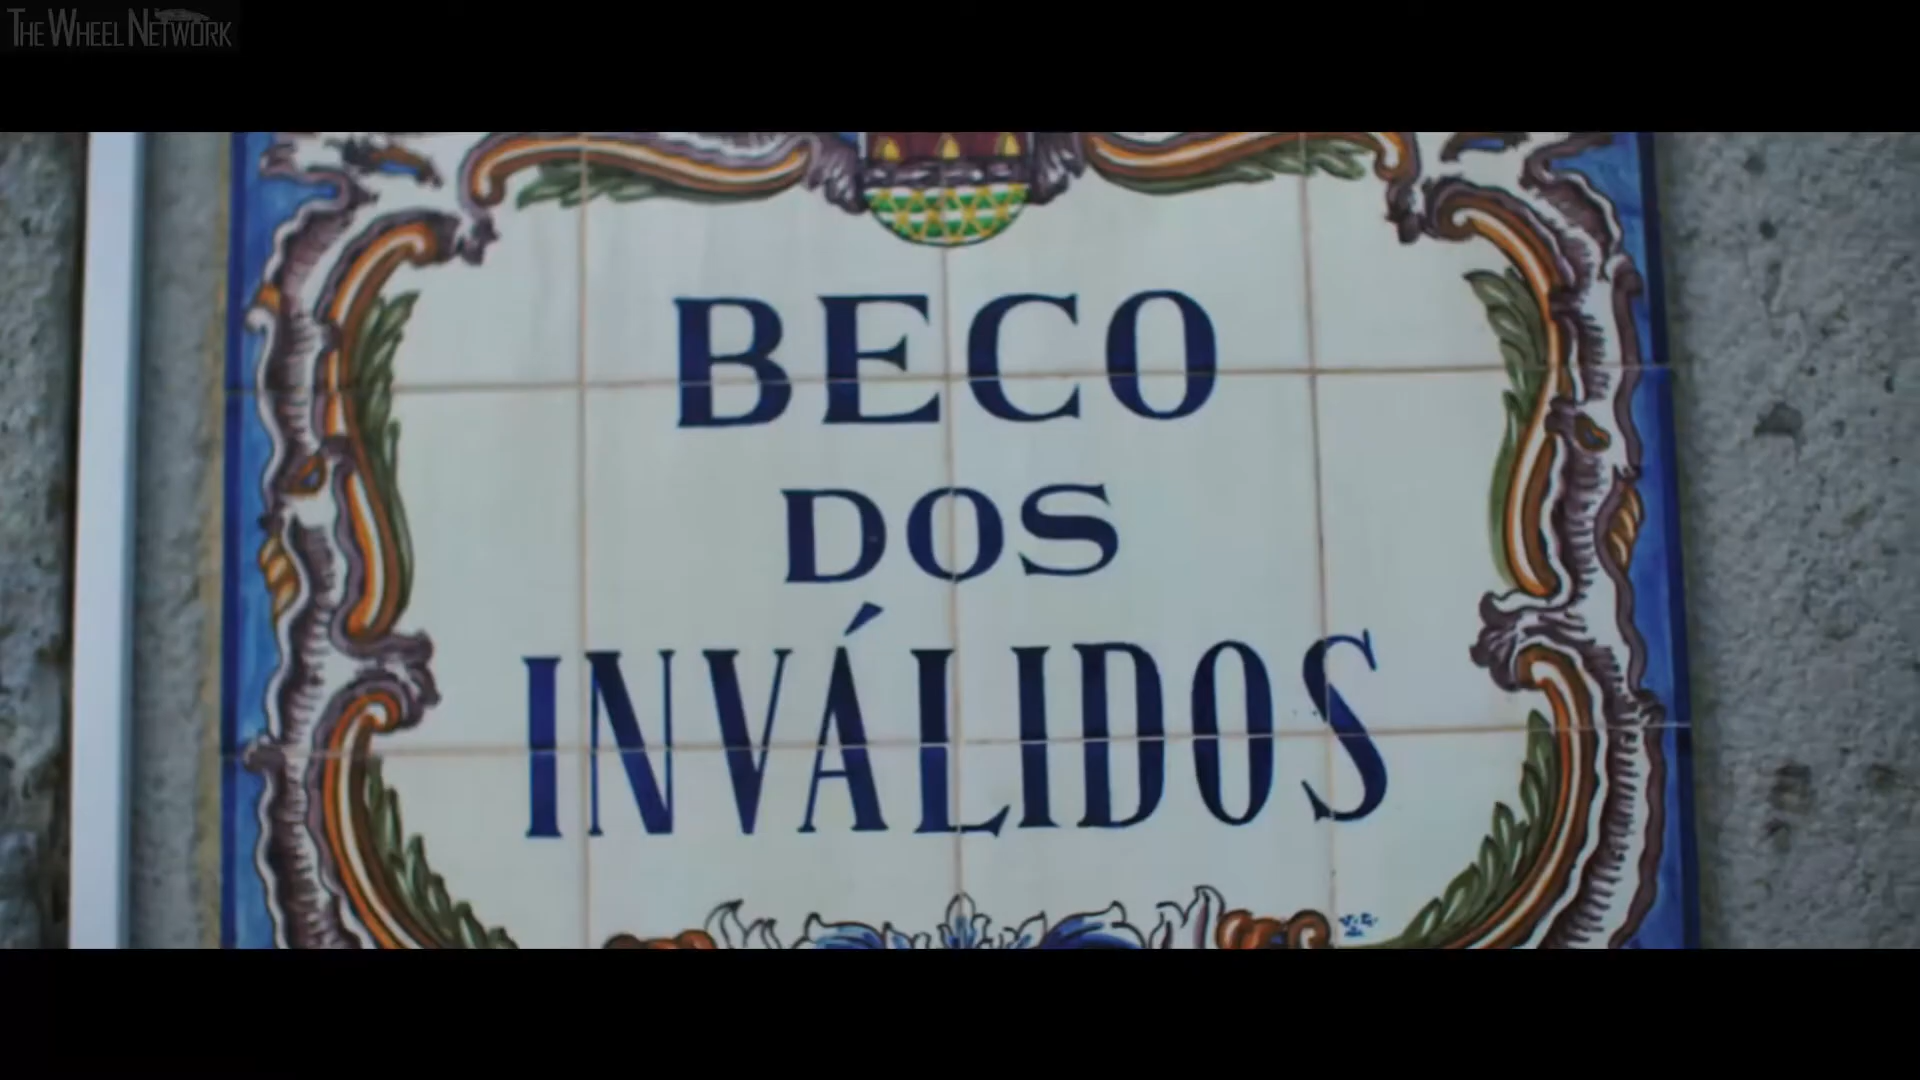 THE WHEEL NETWORK
BECO
DOS
INVÁLIDOS